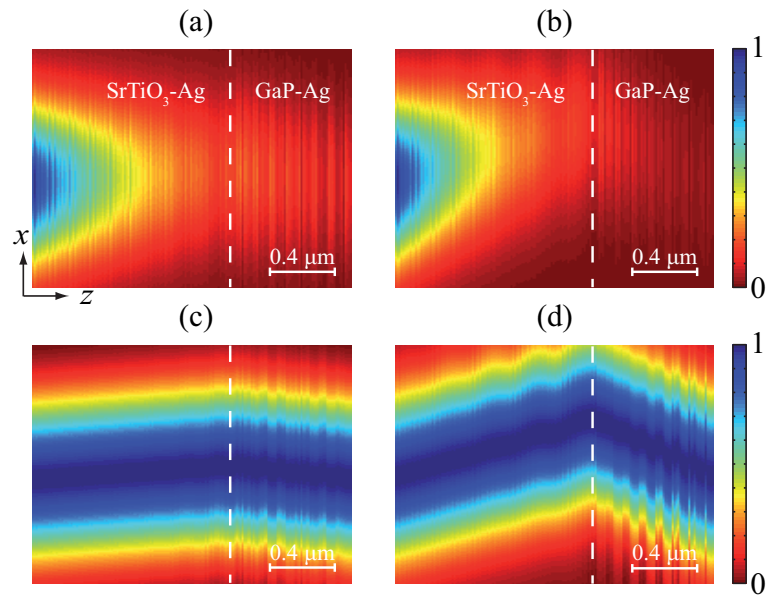 (a) (b)
1
SrTiO₃-Ag GaP-Ag SrTiO₃-Ag GaP-Ag
x
0.4 μm 0.4 μm
z
0
(c) (d)
1
0.4 μm 0.4 μm
0